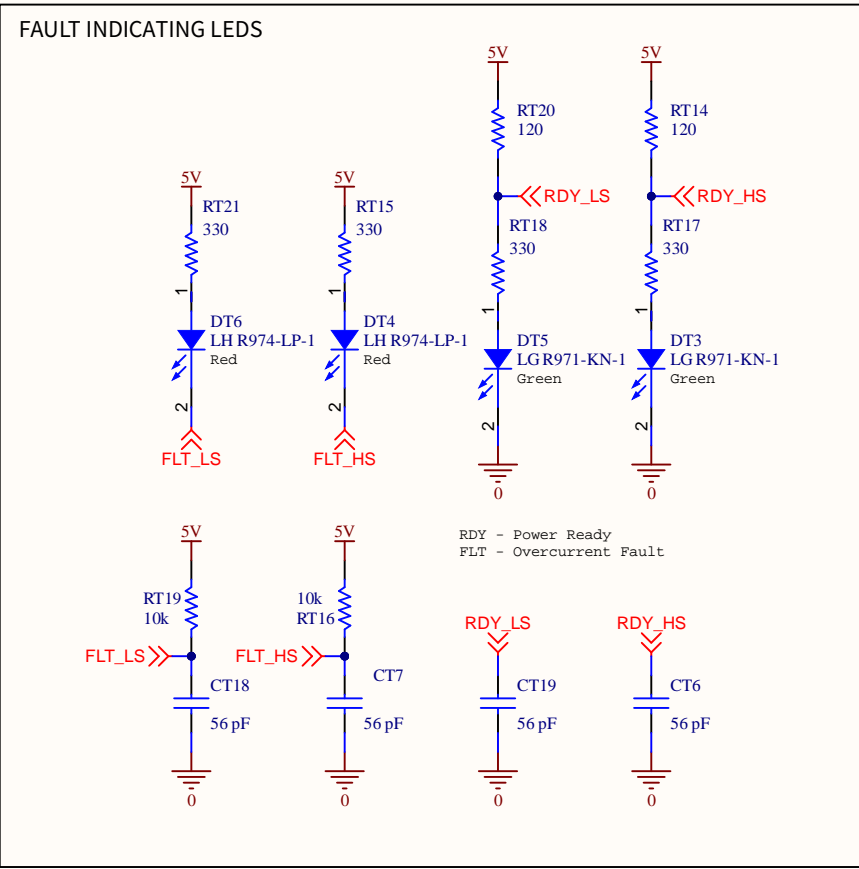 FAULT INDICATING LEDS
5V
RT20
120
RDY_LS
RT18
330
1
DT5
LG R971-KN-1
Green
2
0
5V
RT14
120
RDY_HS
RT17
330
1
DT3
LG R971-KN-1
Green
2
0
5V
RT21
330
1
DT6
LH R974-LP-1
Red
2
FLT_LS
5V
RT15
330
1
DT4
LH R974-LP-1
Red
2
FLT_HS
RDY - Power Ready
FLT - Overcurrent Fault
5V
RT19
10k
FLT_LS
CT18
56 pF
0
5V
10k
RT16
FLT_HS
CT7
56 pF
0
RDY_LS
CT19
56 pF
0
RDY_HS
CT6
56 pF
0